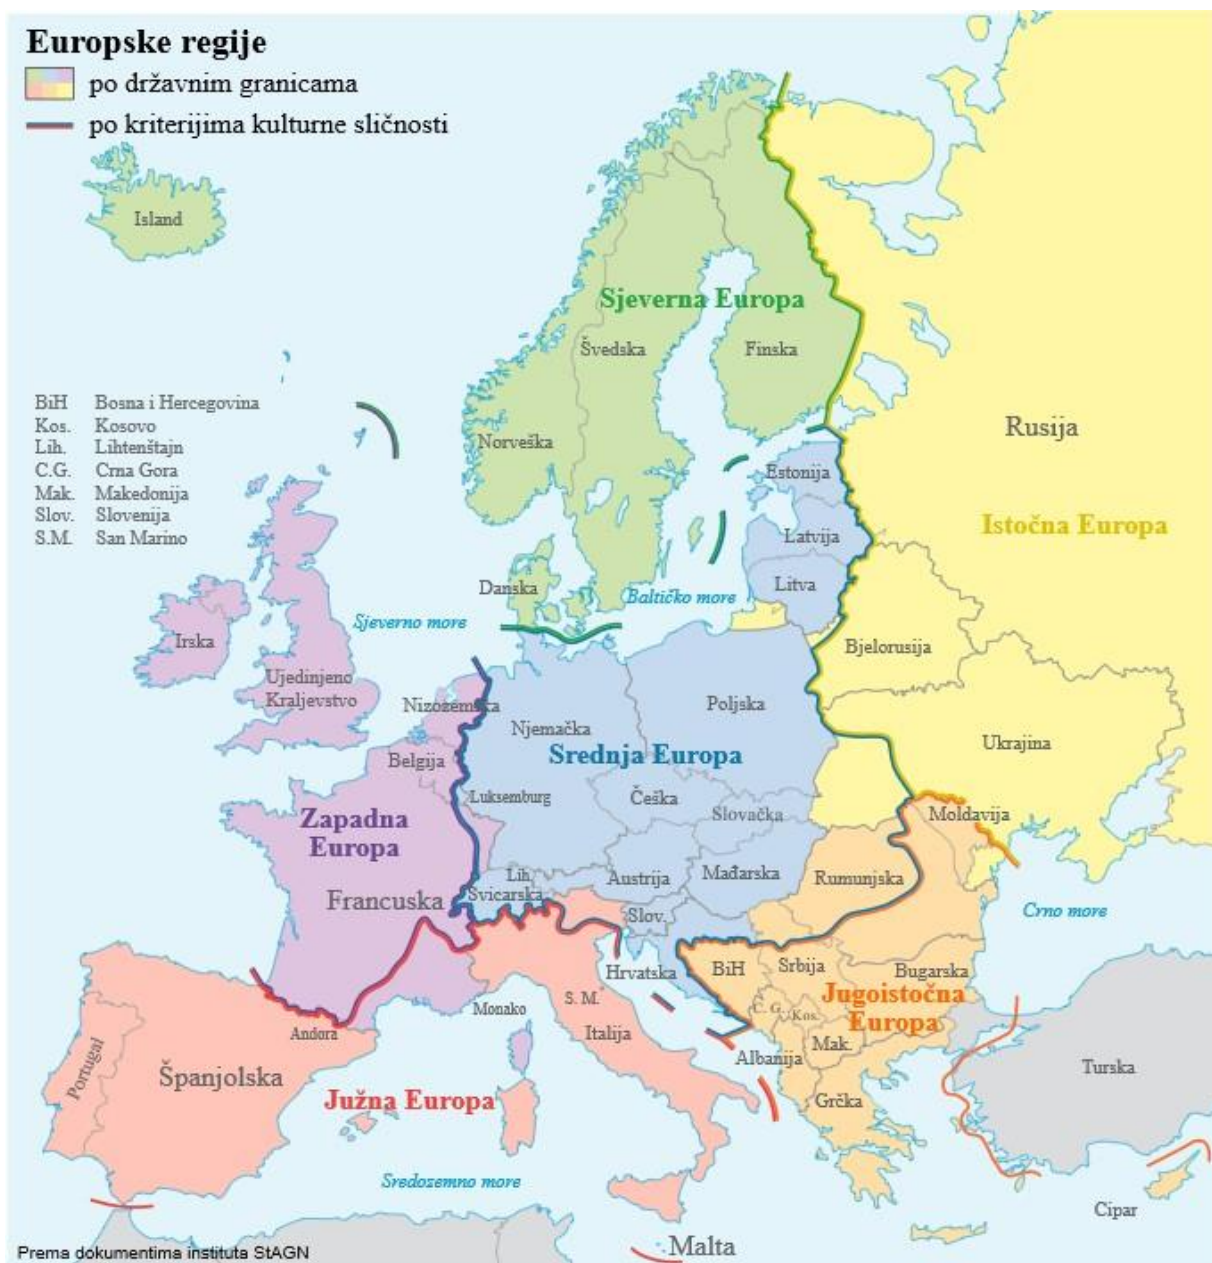 Europske regije
po državnim granicama
po kriterijima kulturne sličnosti
Island
Sjeverna Europa
Švedska
Finska
BiH Bosna i Hercegovina
Kos. Kosovo
Lih. Lihtenštajn
C.G. Crna Gora
Mak. Makedonija
Slov. Slovenija
S.M. San Marino
Norveška
Rusija
Estonija
Istočna Europa
Latvija
Litva
Danska
Baltičko more
Sjeverno more
Irska
Bjelorusija
Ujedinjeno
Kraljevstvo
Nizozemska
Poljska
Njemačka
Ukrajina
Srednja Europa
Belgija
Luksemburg
Češka
Slovačka
Moldavija
Zapadna
Europa
Lih.
Svicarska
Austrija
Mađarska
Rumunjska
Francuska
Slov.
Crno more
Hrvatska
BiH
Srbija
Bugarska
Jugoistočna
Europa
S. M.
Monako
C. G.
Kos.
Italija
Andora
Mak.
Albanija
Portugal
Španjolska
Turska
Južna Europa
Grčka
Sredozemno more
Cipar
Malta
Prema dokumentima instituta StAGN